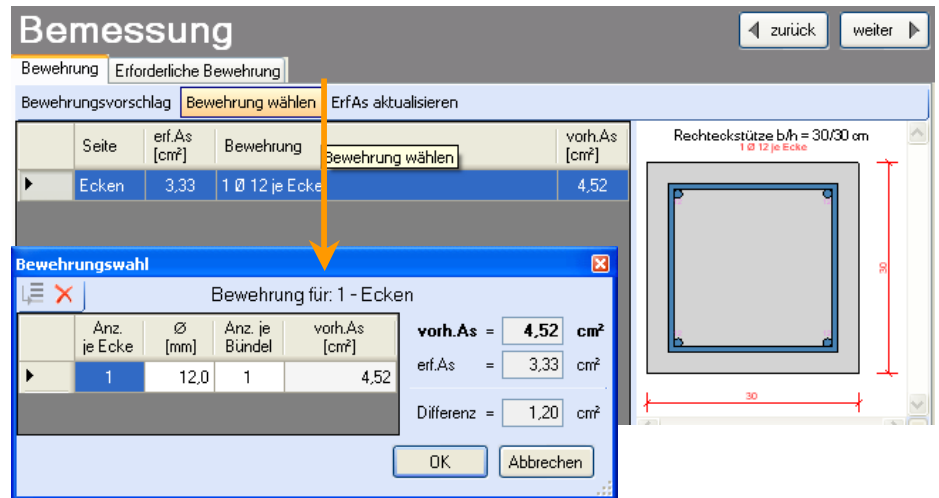 Bemessung
zurück
weiter
Bewehrung
Erforderliche Bewehrung
Bewehrungsvorschlag
Bewehrung wählen
ErfAs aktualisieren
Seite
erf.As [cm²]
Bewehrung
vorh.As [cm²]
Bewehrung wählen
Ecken
3,33
1 Ø 12 je Ecke
4,52
Rechteckstütze b/h = 30/30 cm
1 Ø 12 je Ecke
30
30
Bewehrungswahl
Bewehrung für: 1 - Ecken
Anz. je Ecke
Ø [mm]
Anz. je Bündel
vorh.As [cm²]
1
12,0
1
4,52
vorh.As = 4,52 cm²
erf.As = 3,33 cm²
Differenz = 1,20 cm²
OK
Abbrechen